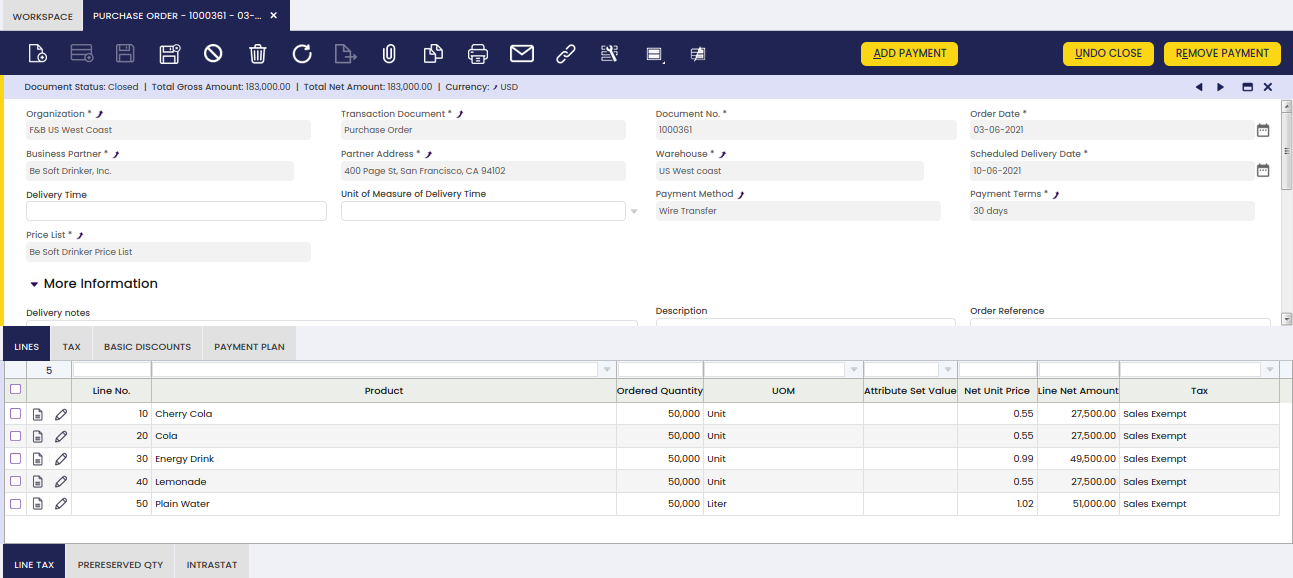 WORKSPACE
PURCHASE ORDER - 1000361 - 03-... ×
ADD PAYMENT
UNDO CLOSE
REMOVE PAYMENT
Document Status: Closed | Total Gross Amount: 183,000.00 | Total Net Amount: 183,000.00 | Currency: USD
Organization * Transaction Document * Document No. * Order Date *
F&B US West Coast Purchase Order 1000361 03-06-2021
Business Partner * Partner Address * Warehouse * Scheduled Delivery Date *
Be Soft Drinker, Inc. 400 Page St, San Francisco, CA 94102 US West coast 10-06-2021
Delivery Time Unit of Measure of Delivery Time Payment Method Payment Terms *
Wire Transfer 30 days
Price List *
Be Soft Drinker Price List
More Information
Delivery notes Description Order Reference
LINES TAX BASIC DISCOUNTS PAYMENT PLAN
5
Line No. Product Ordered Quantity UOM Attribute Set Value Net Unit Price Line Net Amount Tax
10 Cherry Cola 50,000 Unit 0.55 27,500.00 Sales Exempt
20 Cola 50,000 Unit 0.55 27,500.00 Sales Exempt
30 Energy Drink 50,000 Unit 0.99 49,500.00 Sales Exempt
40 Lemonade 50,000 Unit 0.55 27,500.00 Sales Exempt
50 Plain Water 50,000 Liter 1.02 51,000.00 Sales Exempt
LINE TAX PRERESERVED QTY INTRASTAT